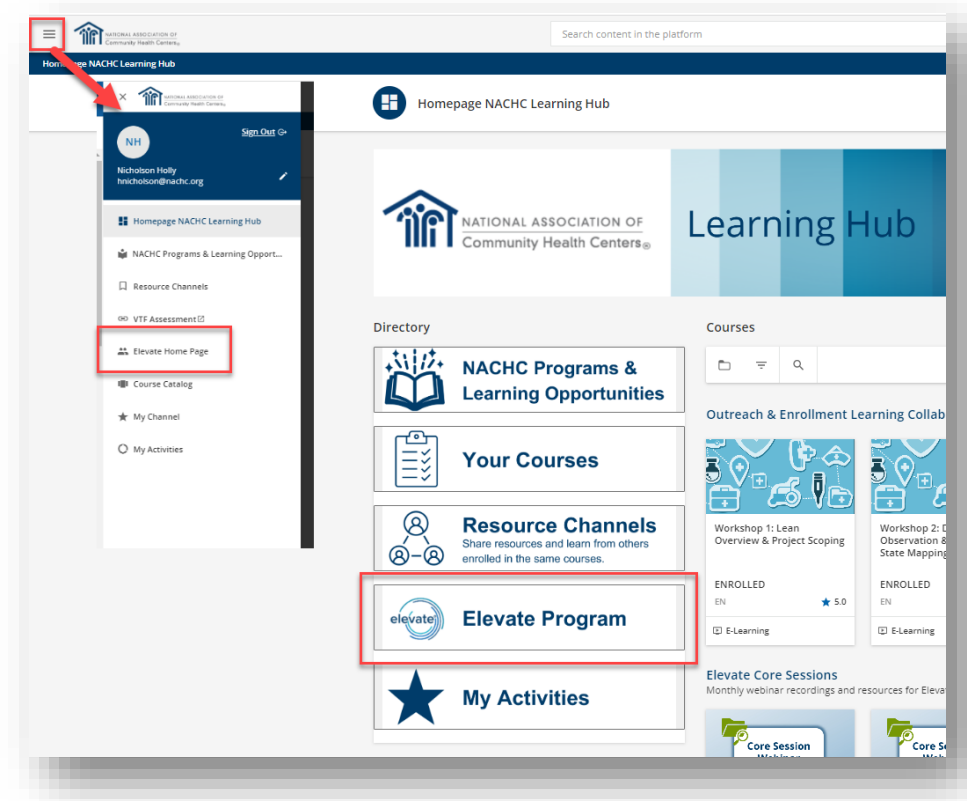 NATIONAL ASSOCIATION OF
Community Health Centers®
Search content in the platform
Homepage NACHC Learning Hub
NATIONAL ASSOCIATION OF
Community Health Centers®
NH
Sign Out
Nicholson Holly
hnicholson@nachc.org
Homepage NACHC Learning Hub
NACHC Programs & Learning Opport...
Resource Channels
VTF Assessment
Elevate Home Page
Course Catalog
My Channel
My Activities
Homepage NACHC Learning Hub
NATIONAL ASSOCIATION OF
Community Health Centers®
Learning Hub
Directory
NACHC Programs &
Learning Opportunities
Your Courses
Resource Channels
Share resources and learn from others
enrolled in the same courses.
elevate
Elevate Program
My Activities
Courses
Outreach & Enrollment Learning Collab
Workshop 1: Lean
Overview & Project Scoping
ENROLLED
EN
5.0
E-Learning
Workshop 2:
Observation &
State Mapping
ENROLLED
EN
E-Learning
Elevate Core Sessions
Monthly webinar recordings and resources for Eleva
Core Session
Core Se